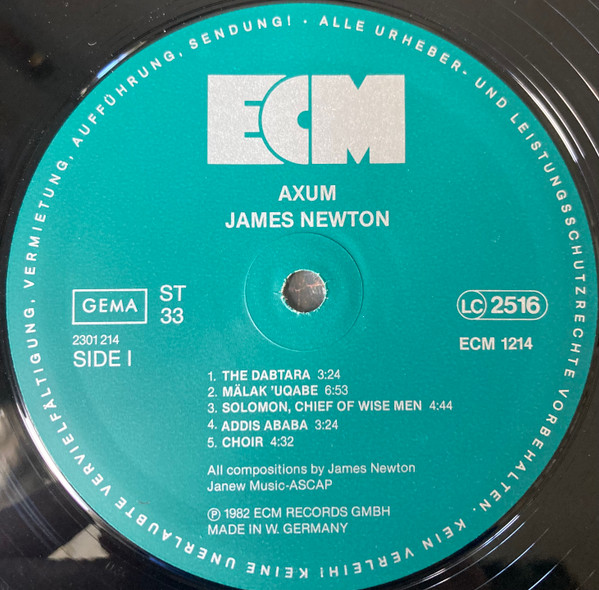 ALLE URHEBER- UND LEISTUNGSSCHUTZRECHTE VORBEHALTEN. KEIN VERLEIH! KEINE UNERLAUBTE VERVIELFÄLTIGUNG, VERMIETUNG, AUFFÜHRUNG, SENDUNG! •
ECM
AXUM
JAMES NEWTON
GEMA
ST
33
LC 2516
2301 214
SIDE I
ECM 1214
1. THE DABTARA 3:24
2. MÄLAK 'UQABE 6:53
3. SOLOMON, CHIEF OF WISE MEN 4:44
4. ADDIS ABABA 3:24
5. CHOIR 4:32
All compositions by James Newton
Janew Music-ASCAP
℗ 1982 ECM RECORDS GMBH
MADE IN W. GERMANY